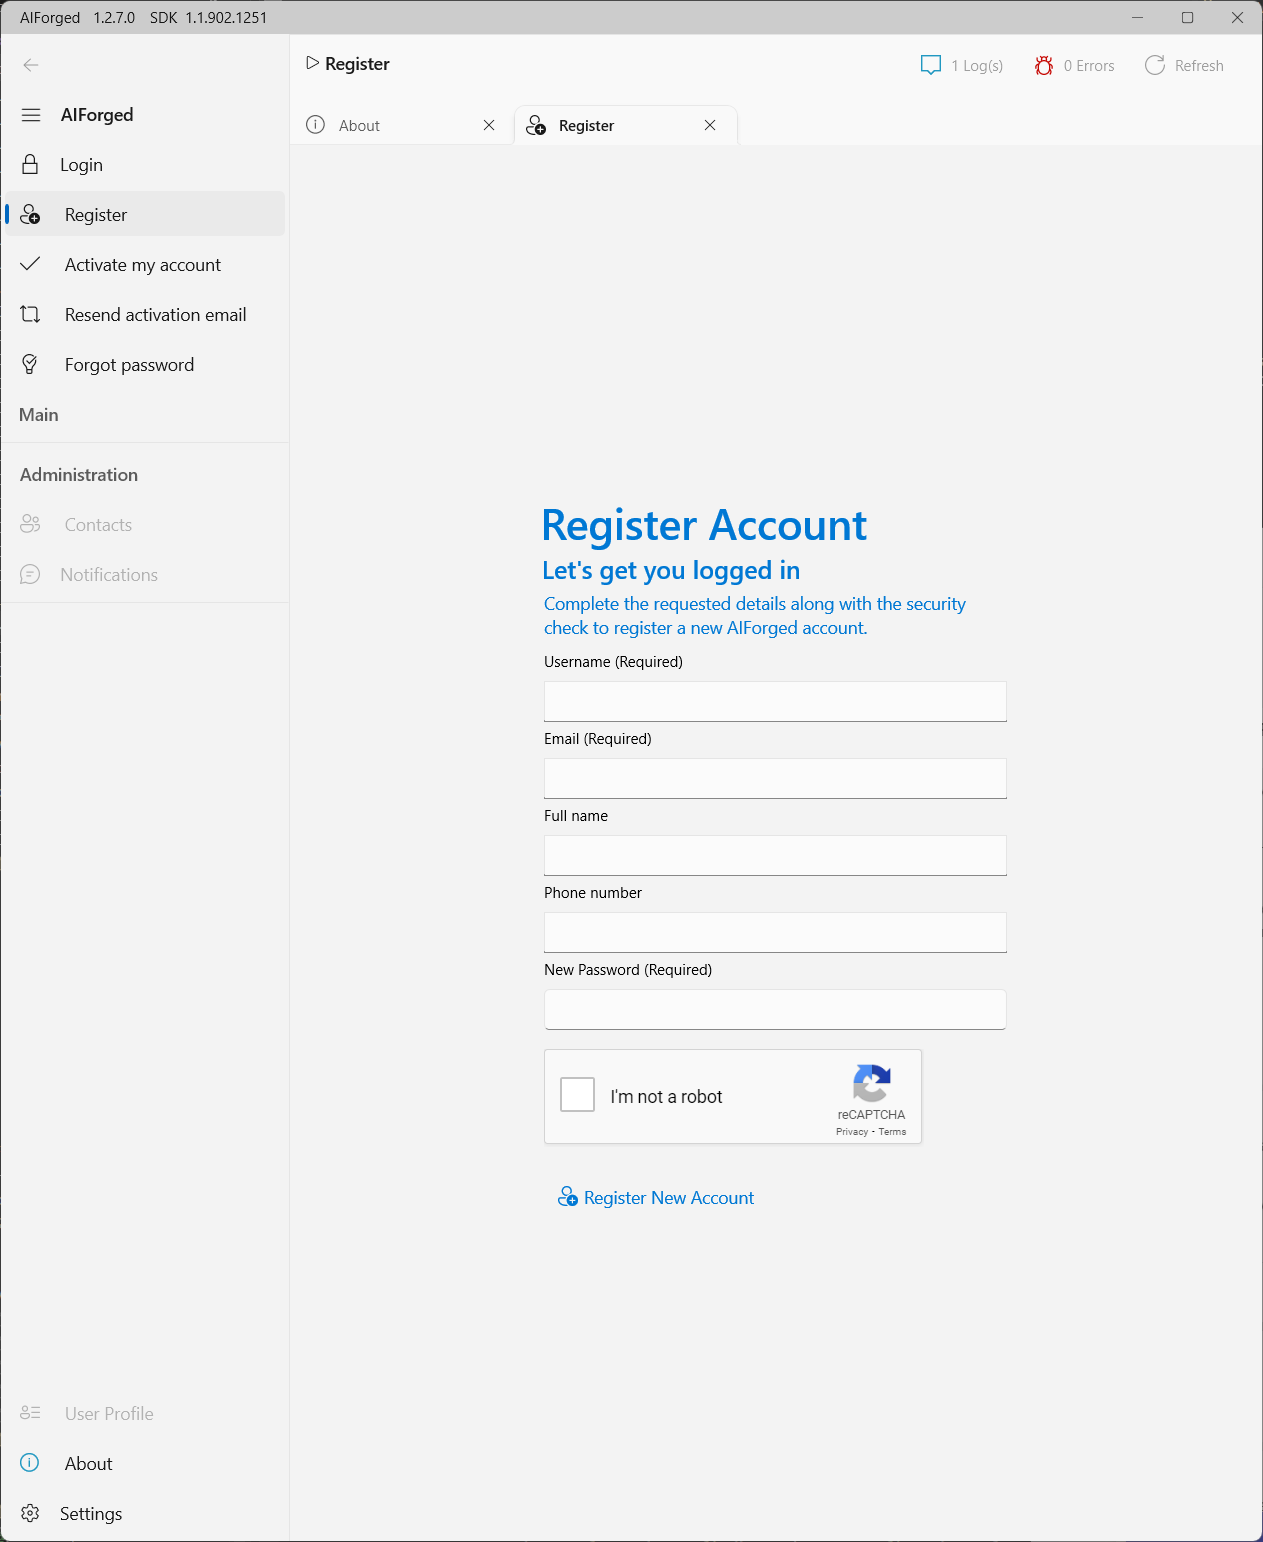 AIForged 1.2.7.0 SDK 1.1.902.1251
Register
1 Log(s)
0 Errors
Refresh
AIForged
About
Register
Login
Register
Activate my account
Resend activation email
Forgot password
Main
Administration
Contacts
Notifications
Register Account
Let's get you logged in
Complete the requested details along with the security
check to register a new AIForged account.
Username (Required)
Email (Required)
Full name
Phone number
New Password (Required)
I'm not a robot
reCAPTCHA
Privacy - Terms
Register New Account
User Profile
About
Settings